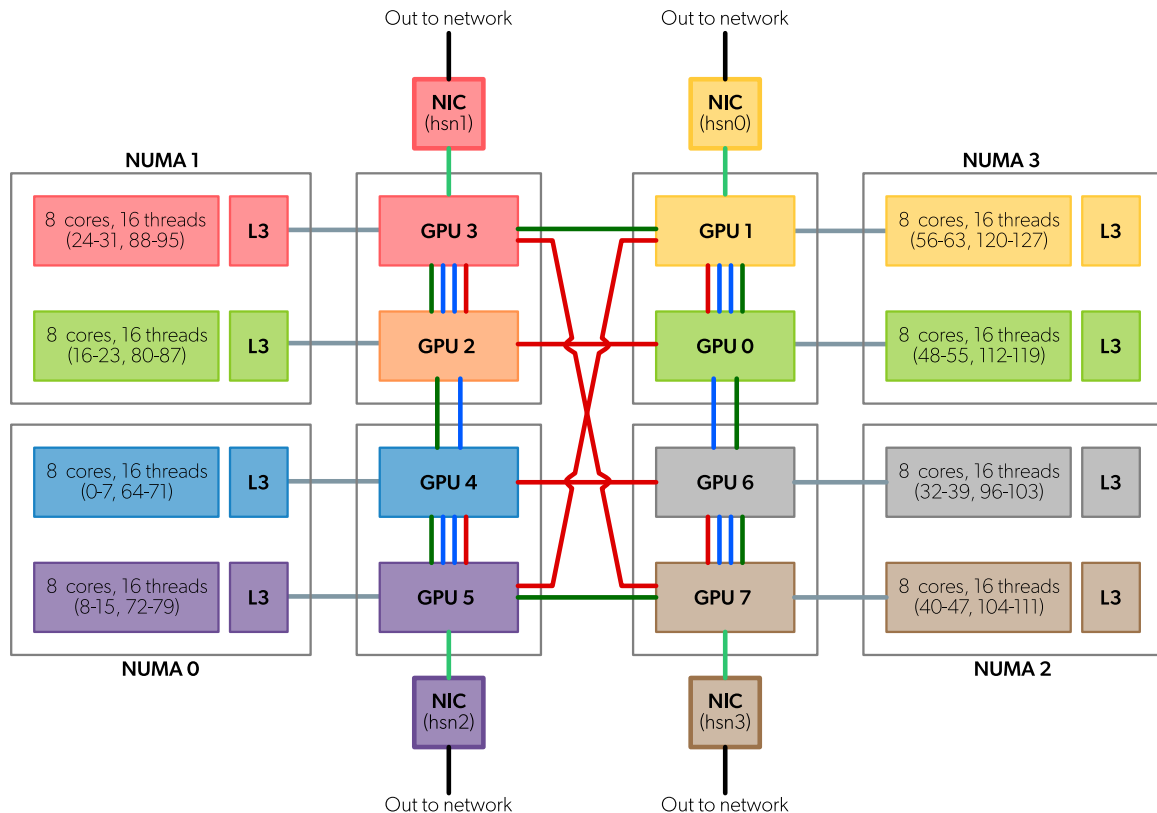 Out to network
Out to network
NIC
(hsn1)
NIC
(hsn0)
NUMA 1
NUMA 3
8 cores, 16 threads
(24-31, 88-95)
L3
GPU 3
GPU 1
8 cores, 16 threads
(56-63, 120-127)
L3
8 cores, 16 threads
(16-23, 80-87)
L3
GPU 2
GPU 0
8 cores, 16 threads
(48-55, 112-119)
L3
8 cores, 16 threads
(0-7, 64-71)
L3
GPU 4
GPU 6
8 cores, 16 threads
(32-39, 96-103)
L3
8 cores, 16 threads
(8-15, 72-79)
L3
GPU 5
GPU 7
8 cores, 16 threads
(40-47, 104-111)
L3
NUMA 0
NUMA 2
NIC
(hsn2)
NIC
(hsn3)
Out to network
Out to network